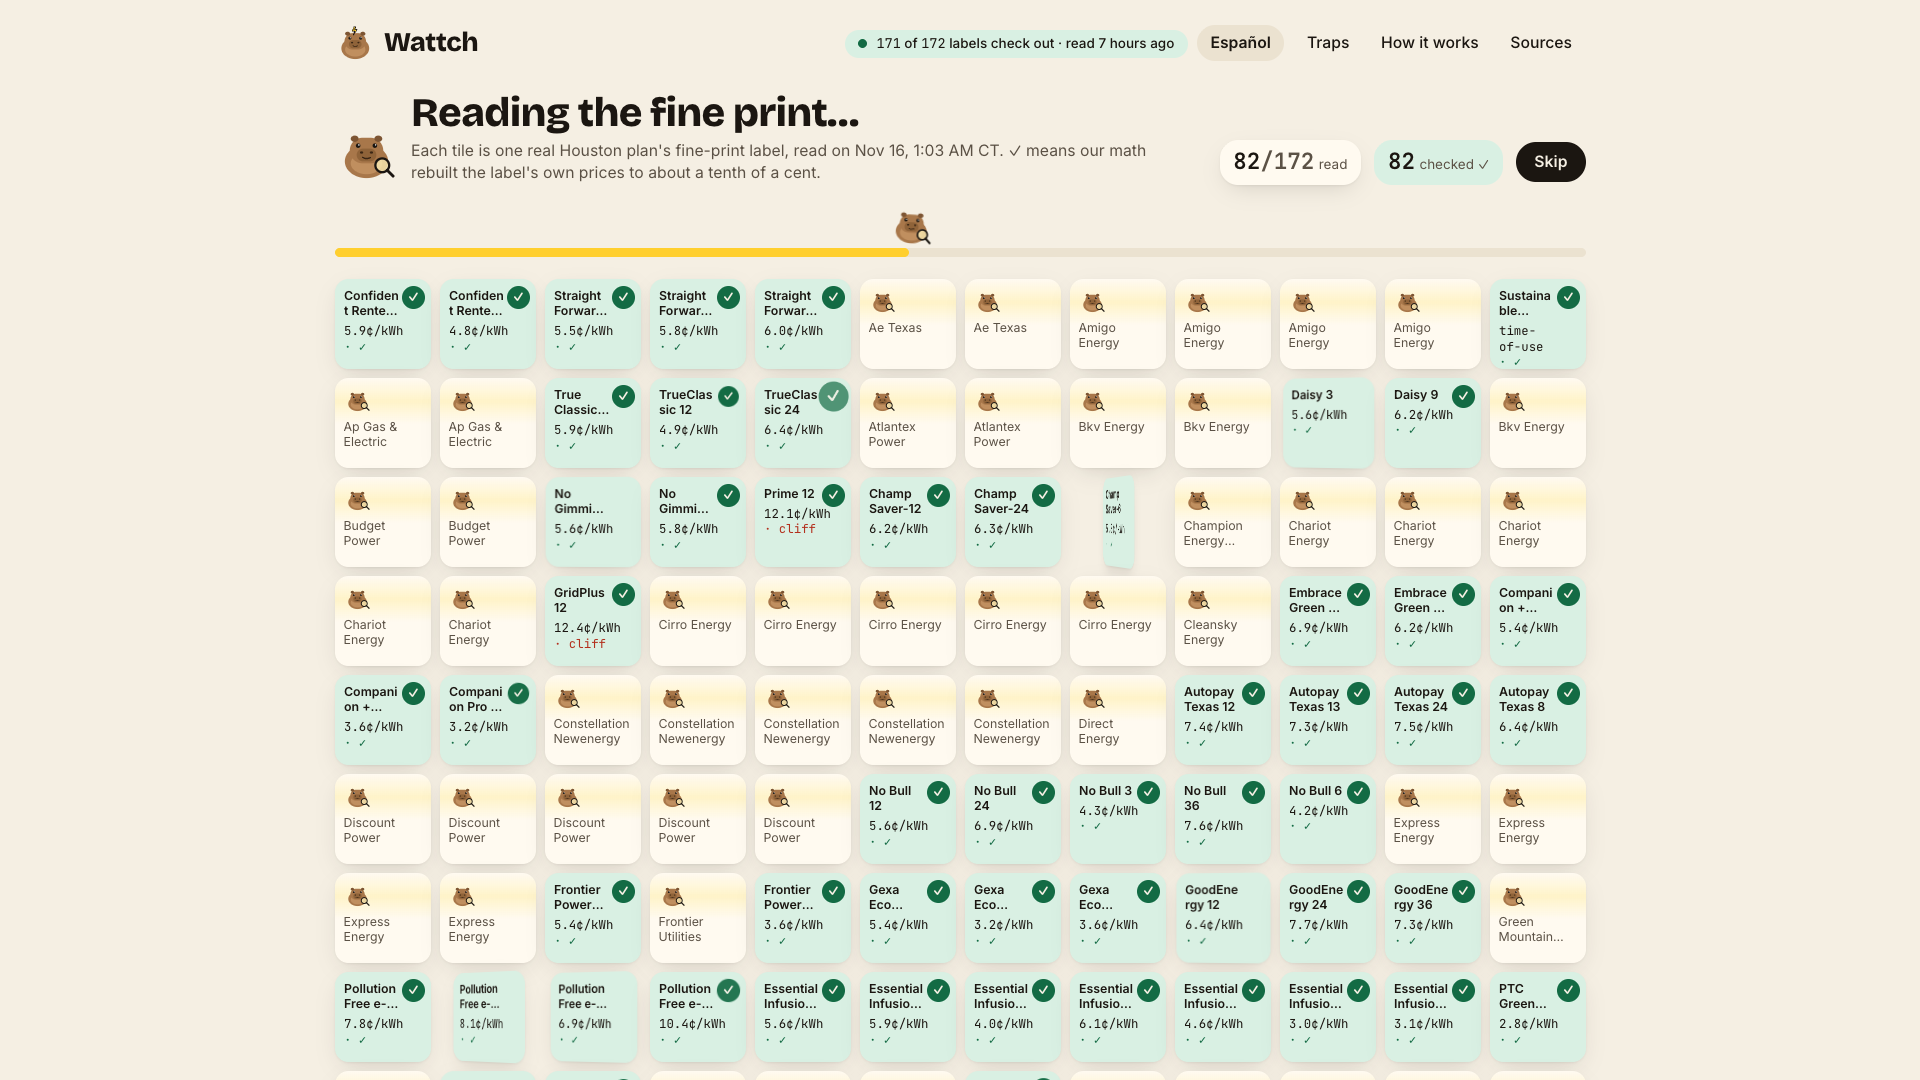 Wattch
171 of 172 labels check out · read 7 hours ago
Español
Traps
How it works
Sources
Reading the fine print...
Each tile is one real Houston plan's fine-print label, read on Nov 16, 1:03 AM CT. ✓ means our math
rebuilt the label's own prices to about a tenth of a cent.
82/172 read
82 checked ✓
Skip
Confiden
t Rente...
5.9¢/kWh
· ✓
Confiden
t Rente...
4.8¢/kWh
· ✓
Straight
Forwar...
5.5¢/kWh
· ✓
Straight
Forwar...
5.8¢/kWh
· ✓
Straight
Forwar...
6.0¢/kWh
· ✓
Ae Texas
Ae Texas
Amigo
Energy
Amigo
Energy
Amigo
Energy
Amigo
Energy
Sustaina
ble...
time-
of-use
· ✓
Ap Gas &
Electric
Ap Gas &
Electric
True
Classic...
5.9¢/kWh
· ✓
TrueClas
sic 12
4.9¢/kWh
· ✓
TrueClas
sic 24
6.4¢/kWh
· ✓
Atlantex
Power
Atlantex
Power
Bkv Energy
Bkv Energy
Daisy 3
5.6¢/kWh
· ✓
Daisy 9
6.2¢/kWh
· ✓
Bkv Energy
Budget
Power
Budget
Power
No
Gimmi...
5.6¢/kWh
· ✓
No
Gimmi...
5.8¢/kWh
· ✓
Prime 12
12.1¢/kWh
· cliff
Champ
Saver-12
6.2¢/kWh
· ✓
Champ
Saver-24
6.3¢/kWh
· ✓
Champion
Energy...
Chariot
Energy
Chariot
Energy
Chariot
Energy
Chariot
Energy
Chariot
Energy
GridPlus
12
12.4¢/kWh
· cliff
Cirro Energy
Cirro Energy
Cirro Energy
Cirro Energy
Cirro Energy
Cleansky
Energy
Embrace
Green ...
6.9¢/kWh
· ✓
Embrace
Green ...
6.2¢/kWh
· ✓
Compani
on +...
5.4¢/kWh
· ✓
Compani
on +...
3.6¢/kWh
· ✓
Compani
on Pro ...
3.2¢/kWh
· ✓
Constellation
Newenergy
Constellation
Newenergy
Constellation
Newenergy
Constellation
Newenergy
Constellation
Newenergy
Direct
Energy
Autopay
Texas 12
7.4¢/kWh
· ✓
Autopay
Texas 13
7.3¢/kWh
· ✓
Autopay
Texas 24
7.5¢/kWh
· ✓
Autopay
Texas 8
6.4¢/kWh
· ✓
Discount
Power
Discount
Power
Discount
Power
Discount
Power
Discount
Power
No Bull
12
5.6¢/kWh
· ✓
No Bull
24
6.9¢/kWh
· ✓
No Bull 3
4.3¢/kWh
· ✓
No Bull
36
7.6¢/kWh
· ✓
No Bull 6
4.2¢/kWh
· ✓
Express
Energy
Express
Energy
Express
Energy
Express
Energy
Frontier
Power...
5.4¢/kWh
· ✓
Frontier
Utilities
Frontier
Power...
3.6¢/kWh
· ✓
Gexa
Eco...
5.4¢/kWh
· ✓
Gexa
Eco...
3.2¢/kWh
· ✓
Gexa
Eco...
3.6¢/kWh
· ✓
GoodEne
rgy 12
6.4¢/kWh
· ✓
GoodEne
rgy 24
7.7¢/kWh
· ✓
GoodEne
rgy 36
7.3¢/kWh
· ✓
Green
Mountain...
Pollution
Free e-...
7.8¢/kWh
· ✓
Pollution
Free e-...
8.1¢/kWh
· ✓
Pollution
Free e-...
6.9¢/kWh
· ✓
Pollution
Free e-...
10.4¢/kWh
· ✓
Essential
Infusio...
5.6¢/kWh
· ✓
Essential
Infusio...
5.9¢/kWh
· ✓
Essential
Infusio...
4.0¢/kWh
· ✓
Essential
Infusio...
6.1¢/kWh
· ✓
Essential
Infusio...
4.6¢/kWh
· ✓
Essential
Infusio...
3.0¢/kWh
· ✓
Essential
Infusio...
3.1¢/kWh
· ✓
PTC
Green...
2.8¢/kWh
· ✓